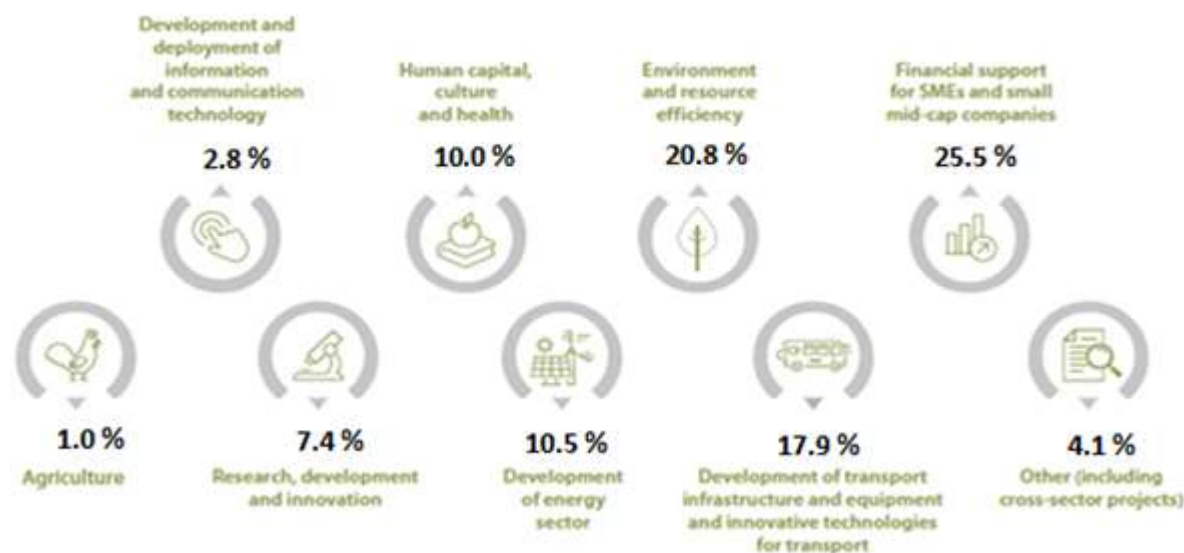 Development and
deployment of
information
and communication
technology
2.8 %
Human capital,
culture
and health
10.0 %
Environment
and resource
efficiency
20.8 %
Financial support
for SMEs and small
mid-cap companies
25.5 %
1.0 %
Agriculture
7.4 %
Research, development
and innovation
10.5 %
Development
of energy
sector
17.9 %
Development of transport
infrastructure and equipment
and innovative technologies
for transport
4.1 %
Other (including
cross-sector projects)